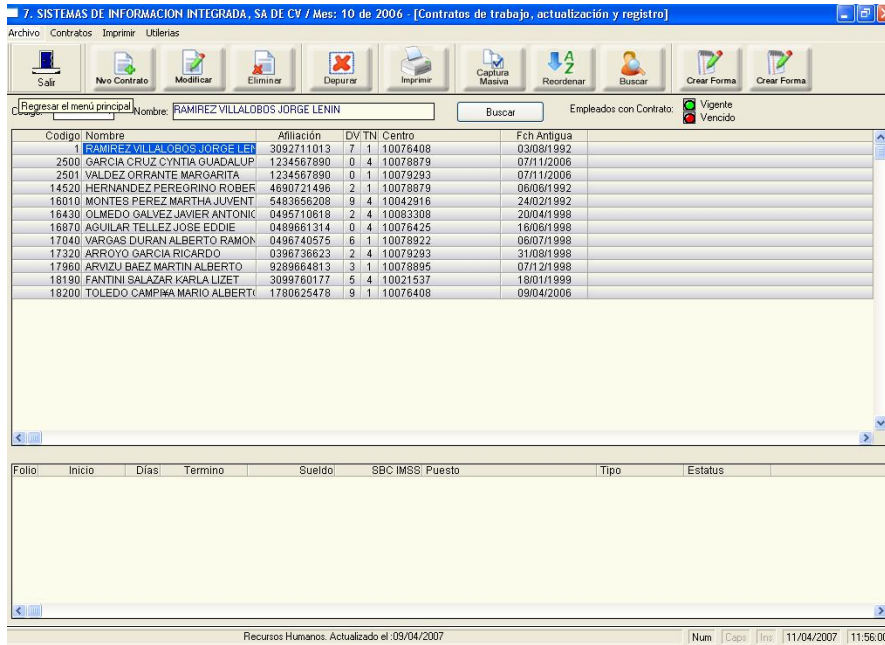 7. SISTEMAS DE INFORMACION INTEGRADA, SA DE CV / Mes: 10 de 2006 - [Contratos de trabajo, actualización y registro]
Archivo Contratos Imprimir Utilerias
Salir Nvo Contrato Modificar Eliminar Depurar Imprimir Captura Masiva Reordenar Buscar Crear Forma Crear Forma
Regresar el menú principal Nombre: RAMIREZ VILLALOBOS JORGE LENIN Buscar Empleados con Contrato: Vigente
Vencido
Codigo Nombre Afiliación DV TN Centro Fch Antigua
1 RAMIREZ VILLALOBOS JORGE LEN 3092711013 7 1 10076408 03/08/1992
2500 GARCIA CRUZ CYNTIA GUADALUP 1234567890 0 4 10078879 07/11/2006
2501 VALDEZ ORRANTE MARGARITA 1234567890 0 1 10079293 07/11/2006
14520 HERNANDEZ PEREGRINO ROBER 4690721496 2 1 10078879 06/06/1992
16010 MONTES PEREZ MARTHA JUVENT 5483656208 9 4 10042916 24/02/1992
16430 OLMEDO GALVEZ JAVIER ANTONIO 0495710618 2 4 10083308 20/04/1998
16870 AGUILAR TELLEZ JOSE EDDIE 0489661314 0 4 10076425 16/06/1998
17040 VARGAS DURAN ALBERTO RAMON 0496740575 6 1 10078922 06/07/1998
17320 ARROYO GARCIA RICARDO 0396736623 2 4 10079293 31/08/1998
17960 ARVIZU BAEZ MARTIN ALBERTO 9289664813 3 1 10078895 07/12/1998
18190 FANTINI SALAZAR KARLA LIZET 3099760177 5 4 10021537 18/01/1999
18200 TOLEDO CAMPI¥A MARIO ALBERT( 1780625478 9 1 10076408 09/04/2006
Folio Inicio Días Termino Sueldo SBC IMSS Puesto Tipo Estatus
Recursos Humanos. Actualizado el :09/04/2007 Num Caps Ins 11/04/2007 11:56:00